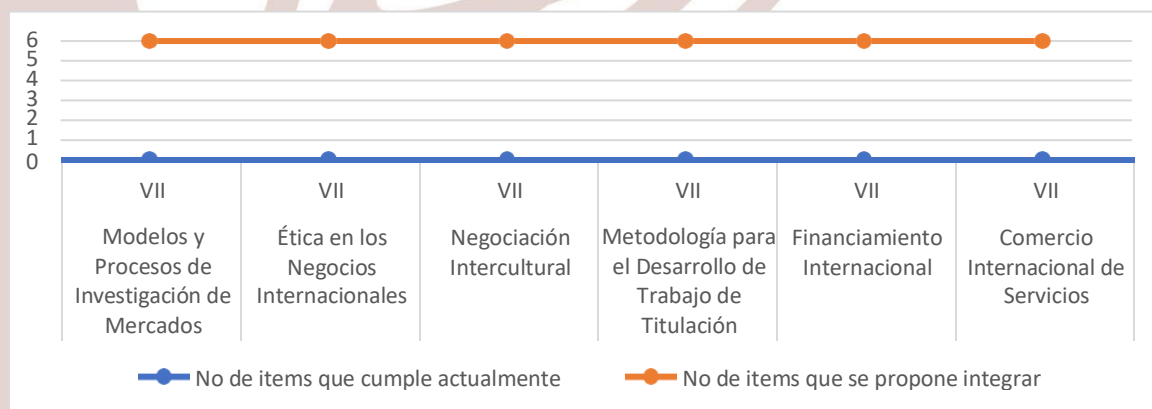 6
5
4
3
2
1
0
VII
VII
VII
VII
VII
VII
Modelos y
Procesos de
Investigación de
Mercados
Ética en los
Negocios
Internacionales
Negociación
Intercultural
Metodología para
el Desarrollo de
Trabajo de
Titulación
Financiamiento
Internacional
Comercio
Internacional de
Servicios
No de items que cumple actualmente
No de items que se propone integrar